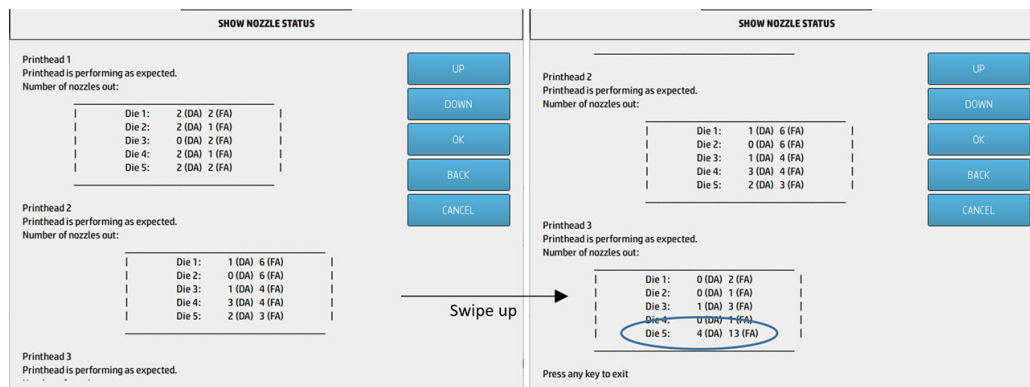 SHOW NOZZLE STATUS
Printhead 1
Printhead is performing as expected.
Number of nozzles out:
| Die 1: 2 (DA) 2 (FA) |
| Die 2: 2 (DA) 1 (FA) |
| Die 3: 0 (DA) 2 (FA) |
| Die 4: 2 (DA) 1 (FA) |
| Die 5: 2 (DA) 2 (FA) |
Printhead 2
Printhead is performing as expected.
Number of nozzles out:
| Die 1: 1 (DA) 6 (FA) |
| Die 2: 0 (DA) 6 (FA) |
| Die 3: 1 (DA) 4 (FA) |
| Die 4: 3 (DA) 4 (FA) |
| Die 5: 2 (DA) 3 (FA) |
Printhead 3
Printhead is performing as expected.
UP
DOWN
OK
BACK
CANCEL
Swipe up
SHOW NOZZLE STATUS
Printhead 2
Printhead is performing as expected.
Number of nozzles out:
| Die 1: 1 (DA) 6 (FA) |
| Die 2: 0 (DA) 6 (FA) |
| Die 3: 1 (DA) 4 (FA) |
| Die 4: 3 (DA) 4 (FA) |
| Die 5: 2 (DA) 3 (FA) |
Printhead 3
Printhead is performing as expected.
Number of nozzles out:
| Die 1: 0 (DA) 2 (FA) |
| Die 2: 0 (DA) 1 (FA) |
| Die 3: 1 (DA) 3 (FA) |
| Die 4: 0 (DA) 1 (FA) |
| Die 5: 4 (DA) 13 (FA) |
Press any key to exit
UP
DOWN
OK
BACK
CANCEL